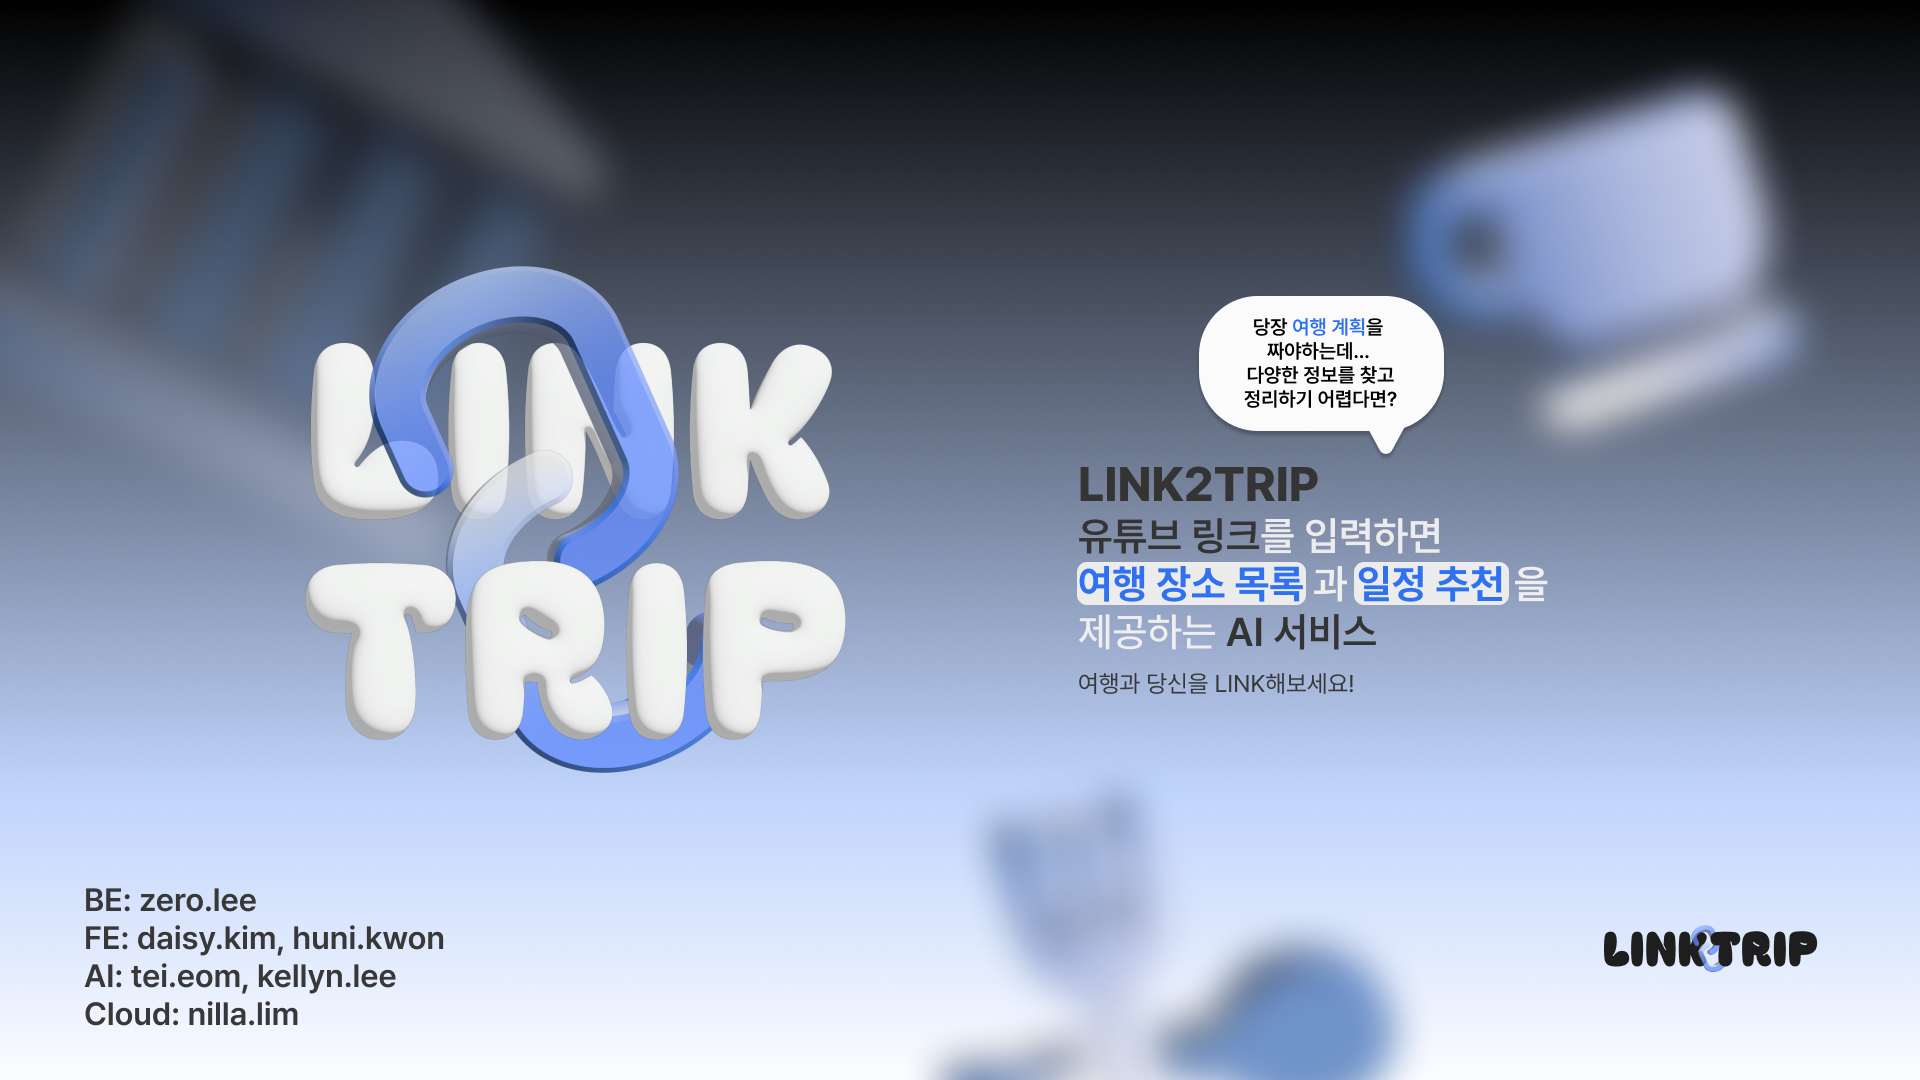 LINK
TRIP
당장 여행 계획을
짜야하는데...
다양한 정보를 찾고
정리하기 어렵다면?
LINK2TRIP
유튜브 링크를 입력하면
여행 장소 목록 과 일정 추천 을
제공하는 AI 서비스
여행과 당신을 LINK해보세요!
BE: zero.lee
FE: daisy.kim, huni.kwon
AI: tei.eom, kellyn.lee
Cloud: nilla.lim
LINK2TRIP